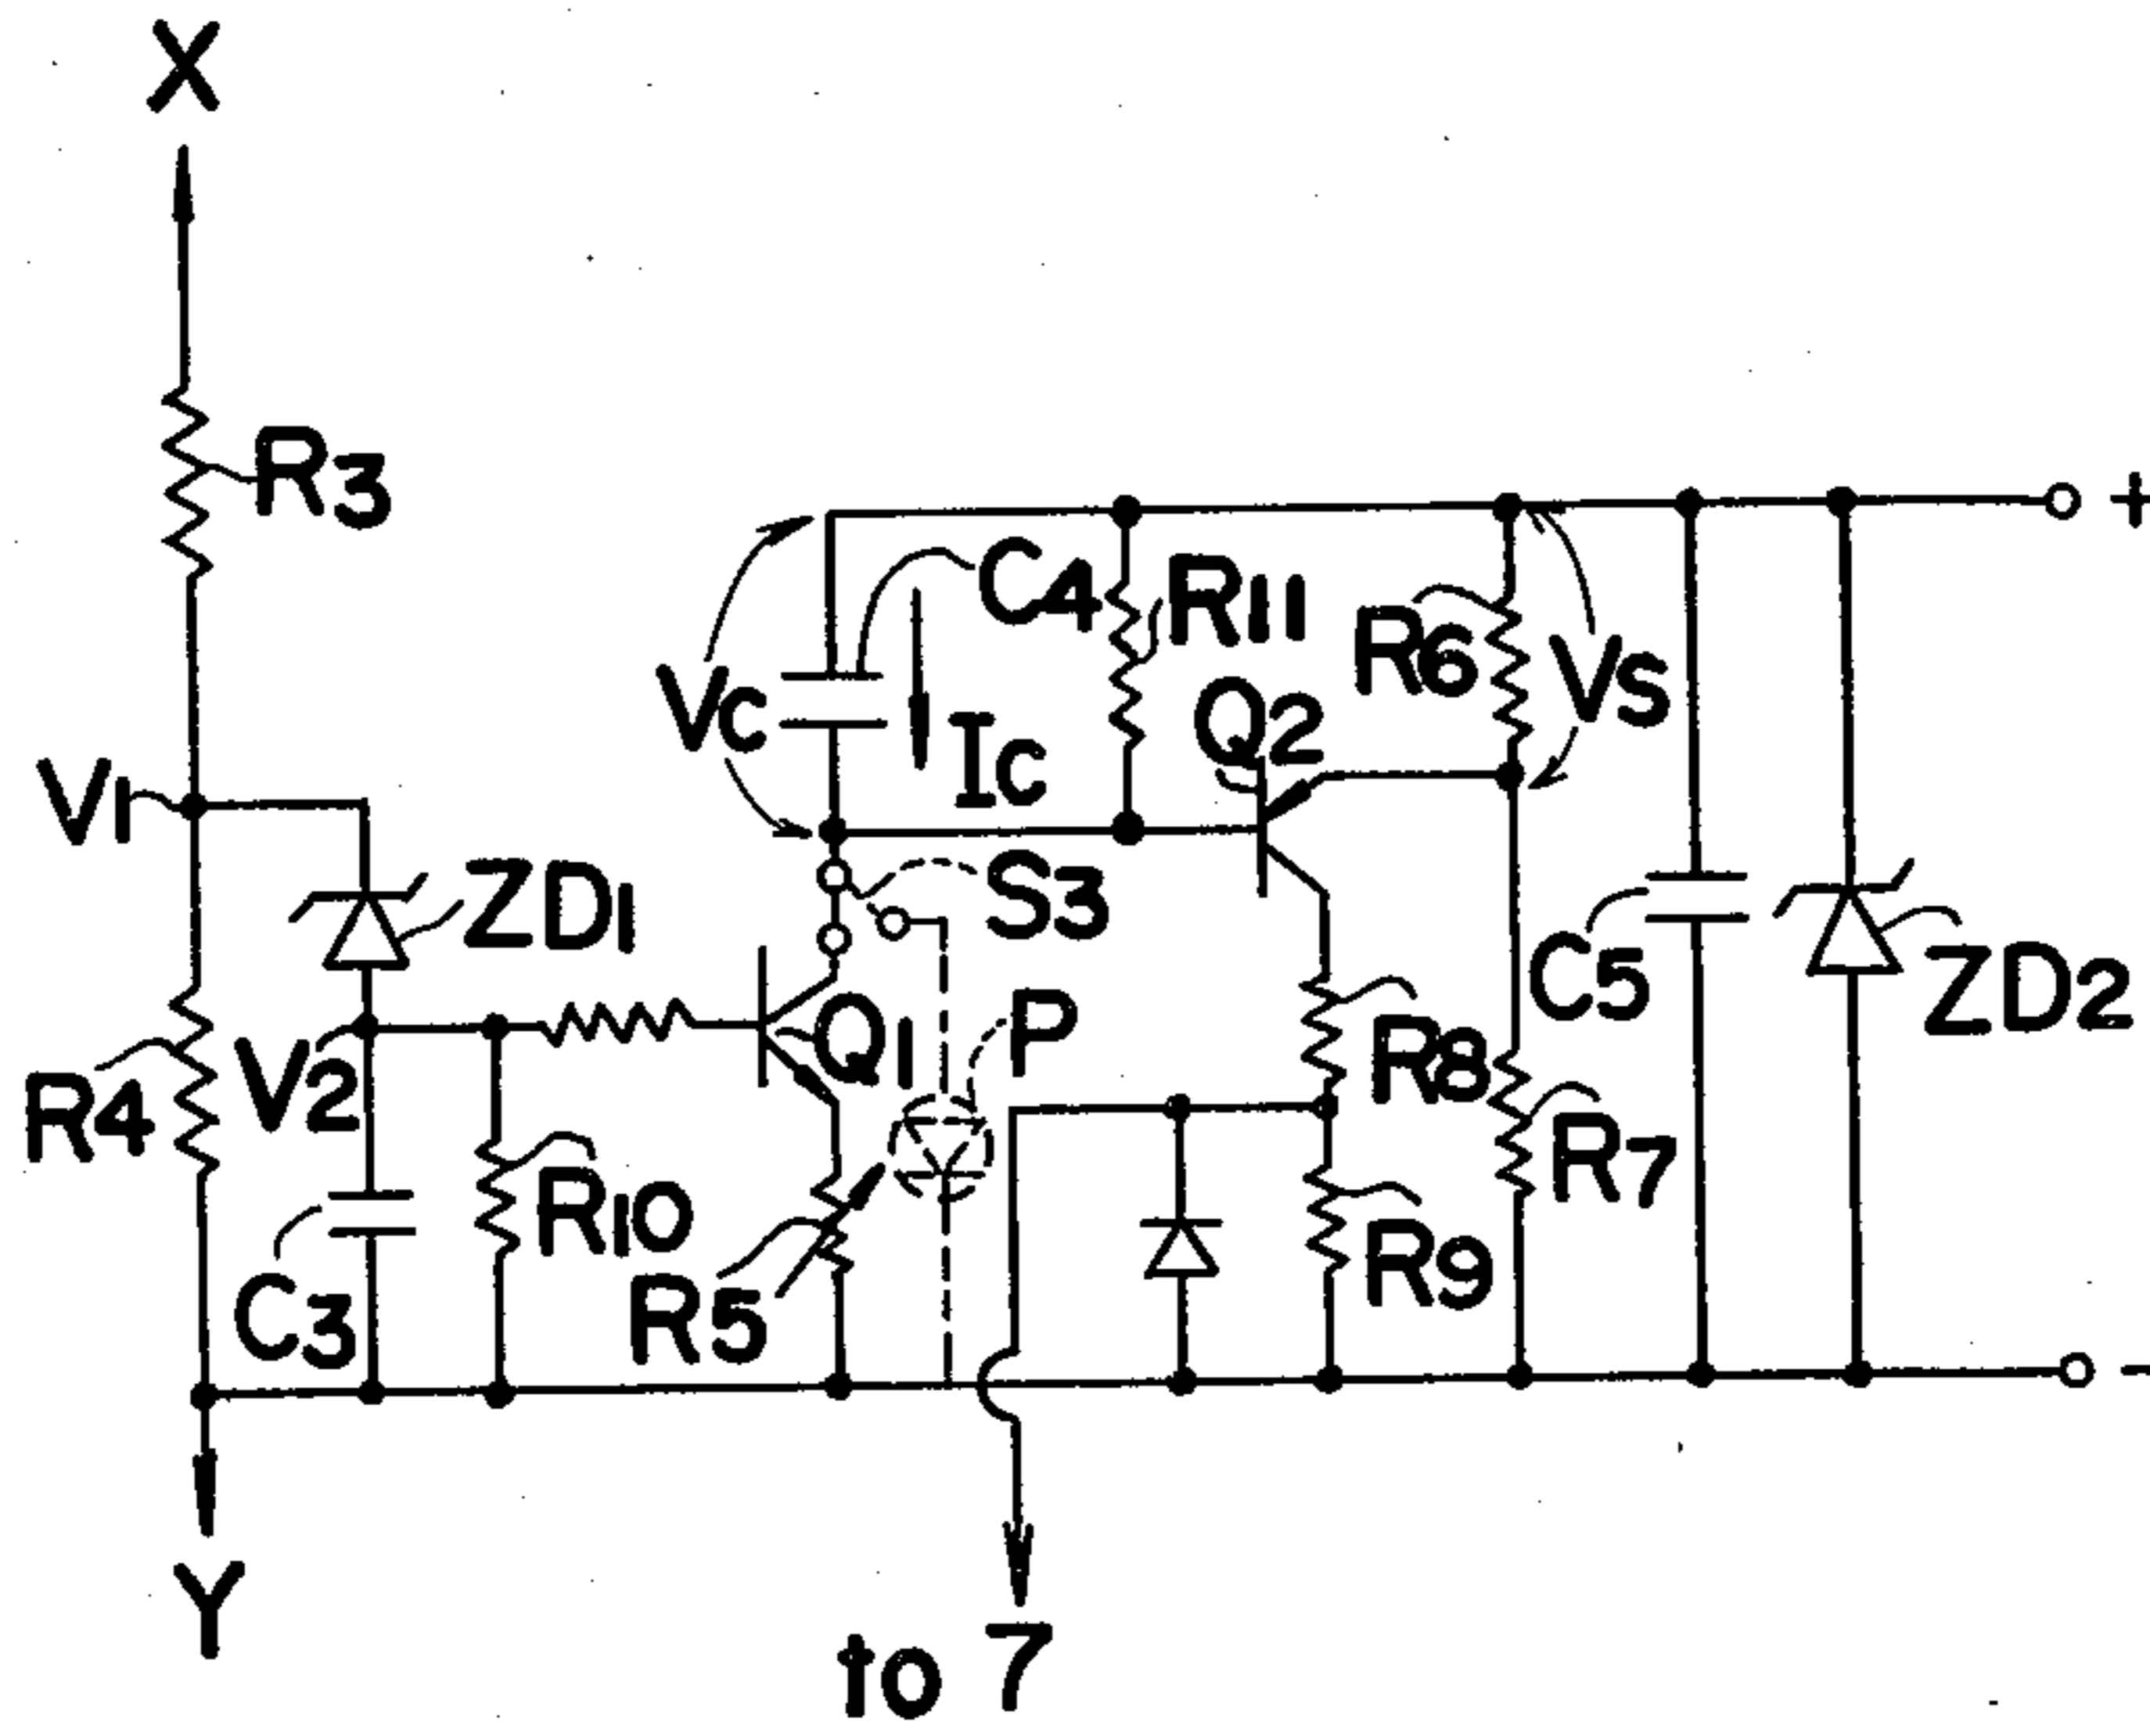 X
R3
+
C4
R11
R6
Vs
Vc
Q2
Ic
V1
ZD1
S3
C5
ZD2
Q1
P
R8
V2
R4
R7
R10
R9
C3
R5
-
Y
to 7